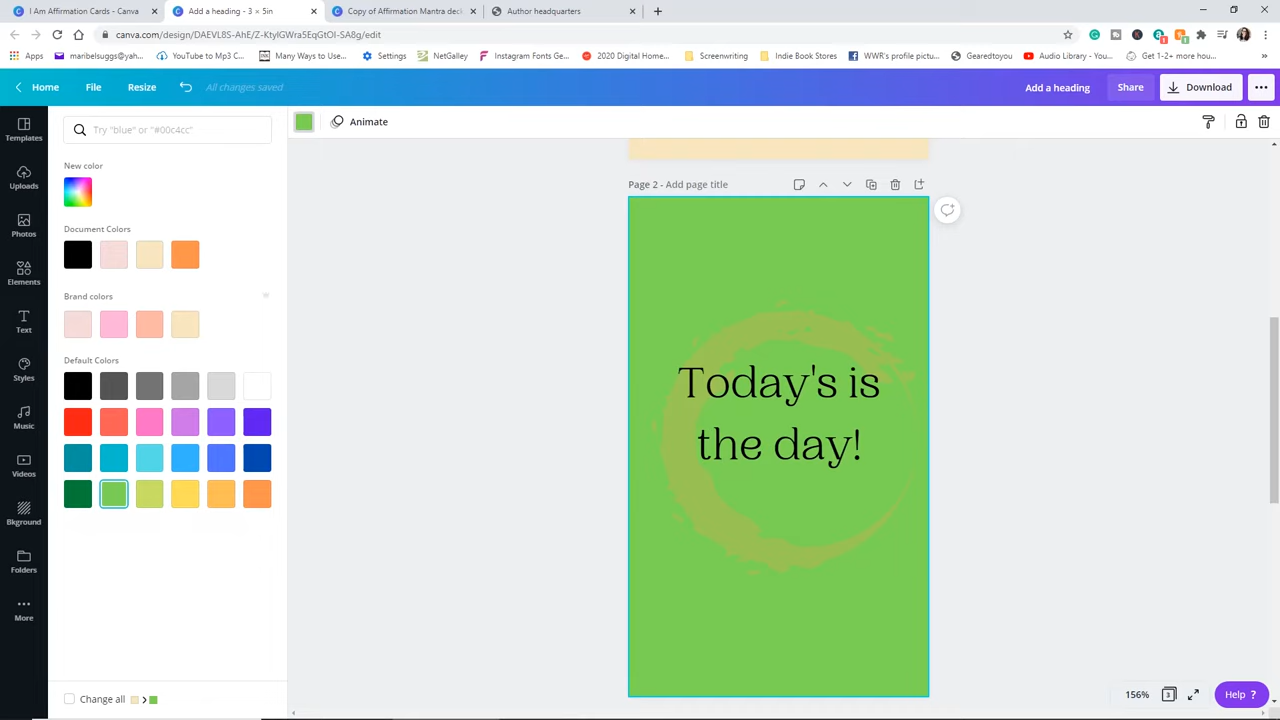 I Am Affirmation Cards - Canva
Add a heading - 3 × 5in
Copy of Affirmation Mantra deck
Author headquarters
canva.com/design/DAEVL8S-AhE/Z-KtylGWra5EqGtOI-SA8g/edit
Apps
maribelsuggs@yah...
YouTube to Mp3 C...
Many Ways to Use...
Settings
NetGalley
Instagram Fonts Ge...
2020 Digital Home...
Screenwriting
Indie Book Stores
WWR's profile pictu...
Gearedtoyou
Audio Library - You...
Get 1-2+ more hou...
Home
File
Resize
All changes saved
Add a heading
Share
Download
Templates
Uploads
Photos
Elements
Text
Styles
Music
Videos
Bkground
Folders
More
Try "blue" or "#00c4cc"
New color
Document Colors
Brand colors
Default Colors
Change all
Animate
Page 2 - Add page title
Today's is
the day!
156%
3
Help ?